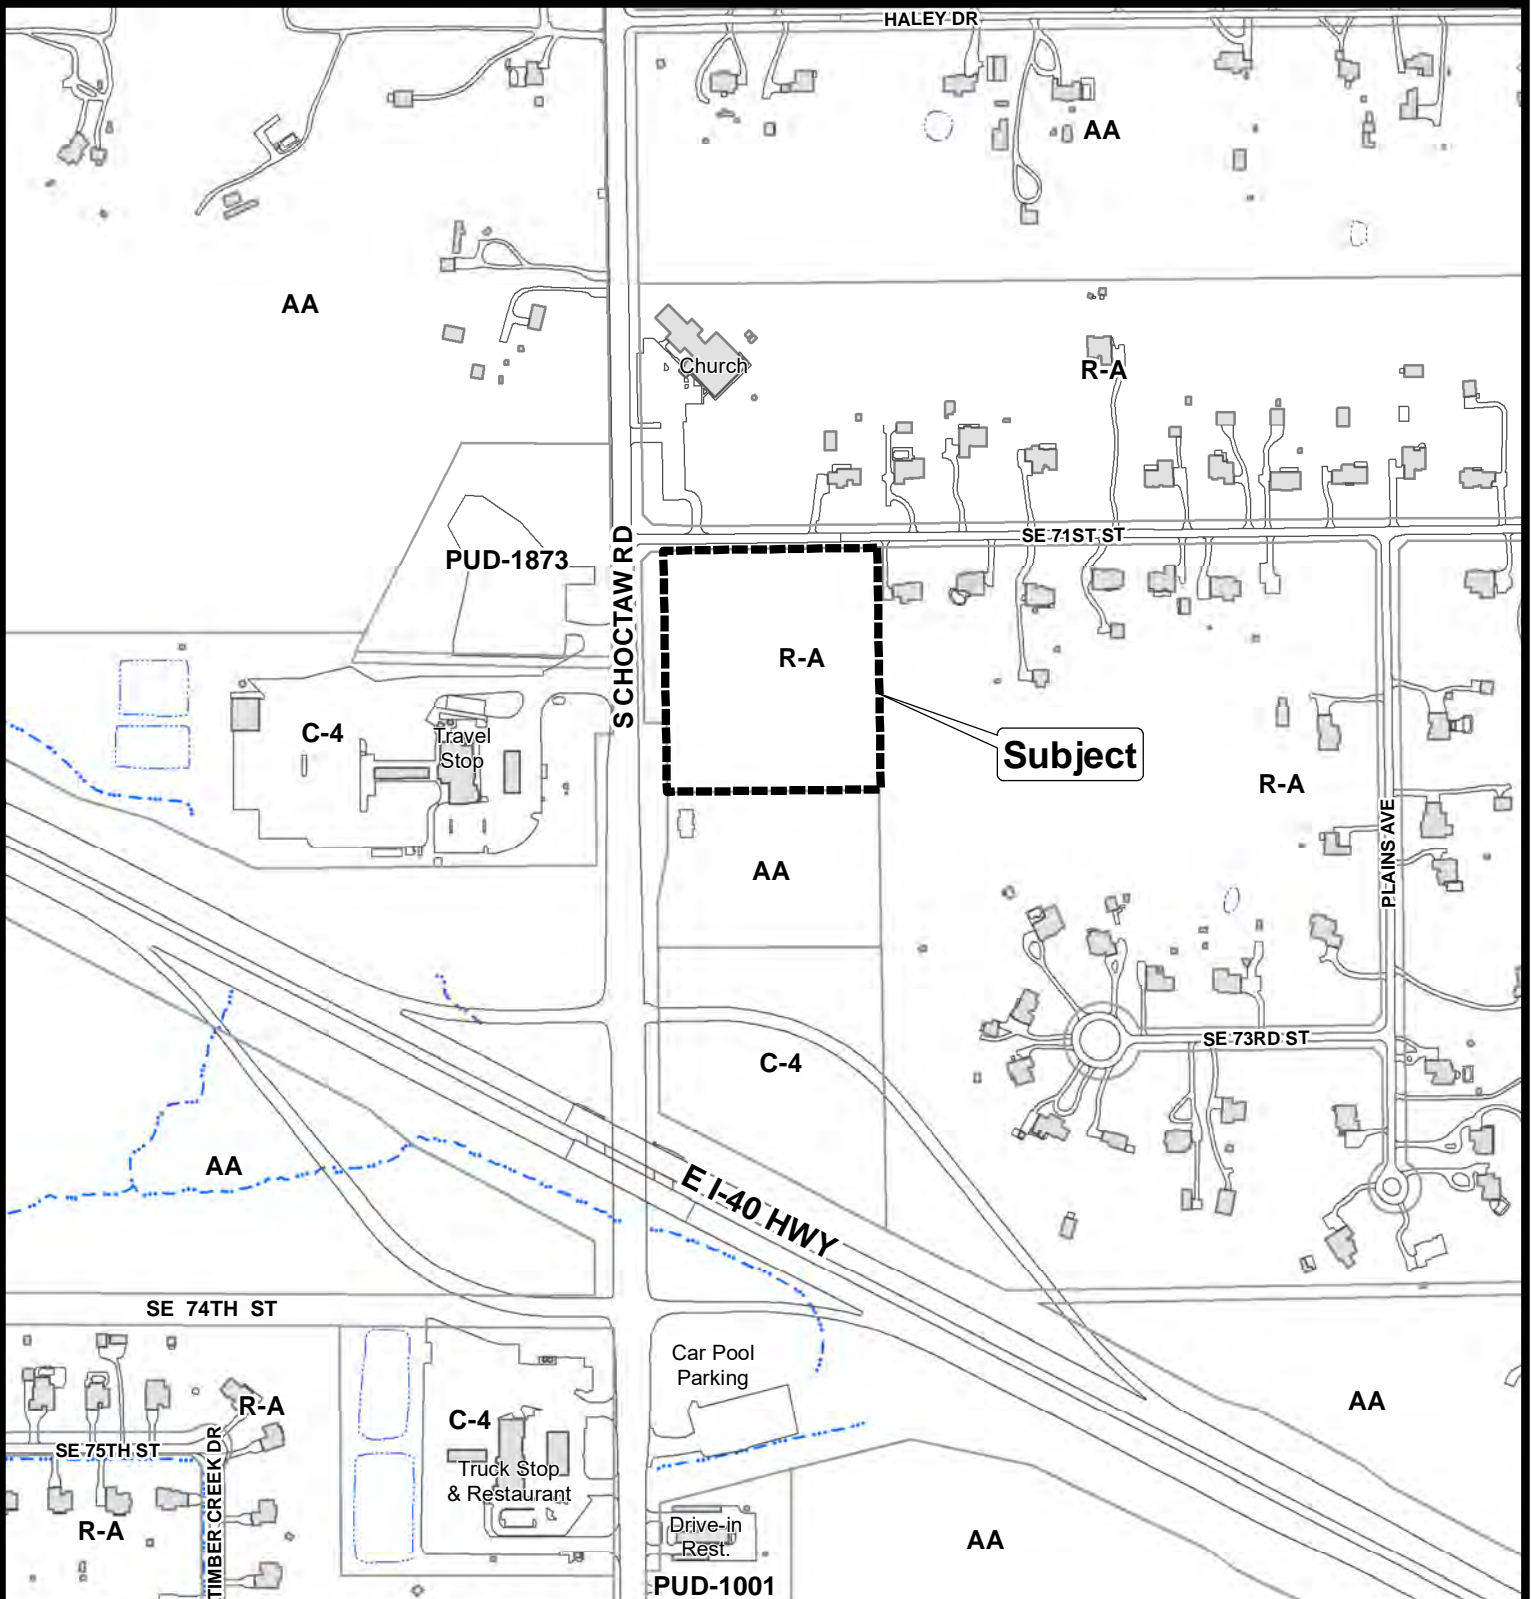 HALEY DR
AA
AA
Church
R-A
SE 71ST ST
PUD-1873
S CHOCTAW RD
R-A
C-4
Travel
Stop
Subject
R-A
PLAINS AVE
AA
SE 73RD ST
C-4
AA
E I-40 HWY
SE 74TH ST
Car Pool
Parking
AA
R-A
C-4
SE 75TH ST
TIMBER CREEK DR
Truck Stop
& Restaurant
R-A
Drive-in
Rest.
AA
PUD-1001